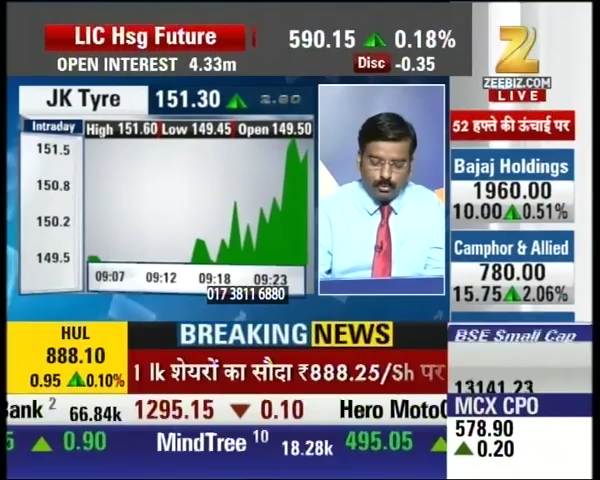 LIC Hsg Future
590.15 0.18%
OPEN INTEREST 4.33m
Disc -0.35
Z
ZEEBIZ.COM
LIVE
JK Tyre 151.30
Intraday High 151.60 Low 149.45 Open 149.50
151.5
150.8
150.2
149.5
09:07 09:12 09:18 09:23
017 3811 6880
52 हफ्ते की ऊंचाई पर
Bajaj Holdings
1960.00
10.00 0.51%
Camphor & Allied
780.00
15.75 2.06%
HUL
888.10
0.95 0.10%
BREAKING NEWS
1 lk शेयरों का सौदा ₹888.25/Sh पर
BSE Small Cap
13141.23
MCX CPO
578.90
0.20
Bank 2 66.84k 1295.15 0.10 Hero MotoC
5 0.90 MindTree 10 18.28k 495.05